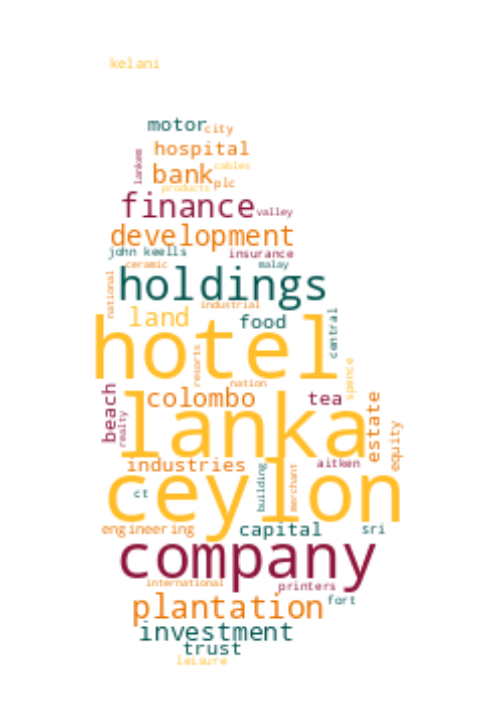 kelani
motor city
hospital
lankem
cables
bank plc
products
finance valley
development
john keells insurance
ceramic malay
national
holdings
industrial
land food
central
hotel
resorts
spence
nation
beach
colombo tea
realty
lanka
estate
equity
industries aitken
building
merchant
ceylon
ct
engineering capital sri
company
international printers
plantation fort
investment
trust
leisure